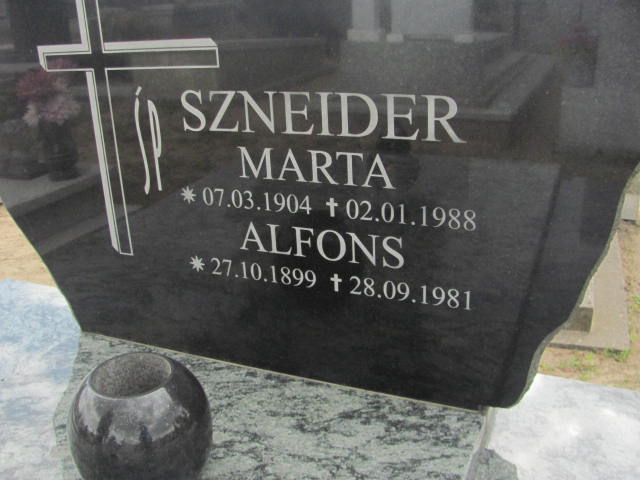 ŚP
SZNEIDER
MARTA
* 07.03.1904 ✝ 02.01.1988
ALFONS
* 27.10.1899 ✝ 28.09.1981